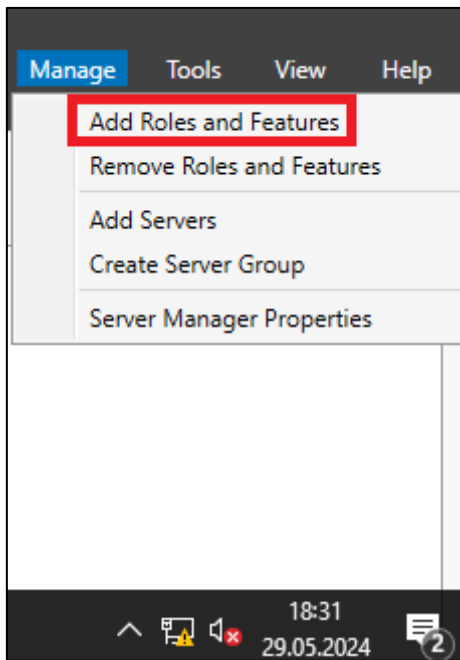 Manage Tools View Help
Add Roles and Features
Remove Roles and Features
Add Servers
Create Server Group
Server Manager Properties
18:31
29.05.2024
2